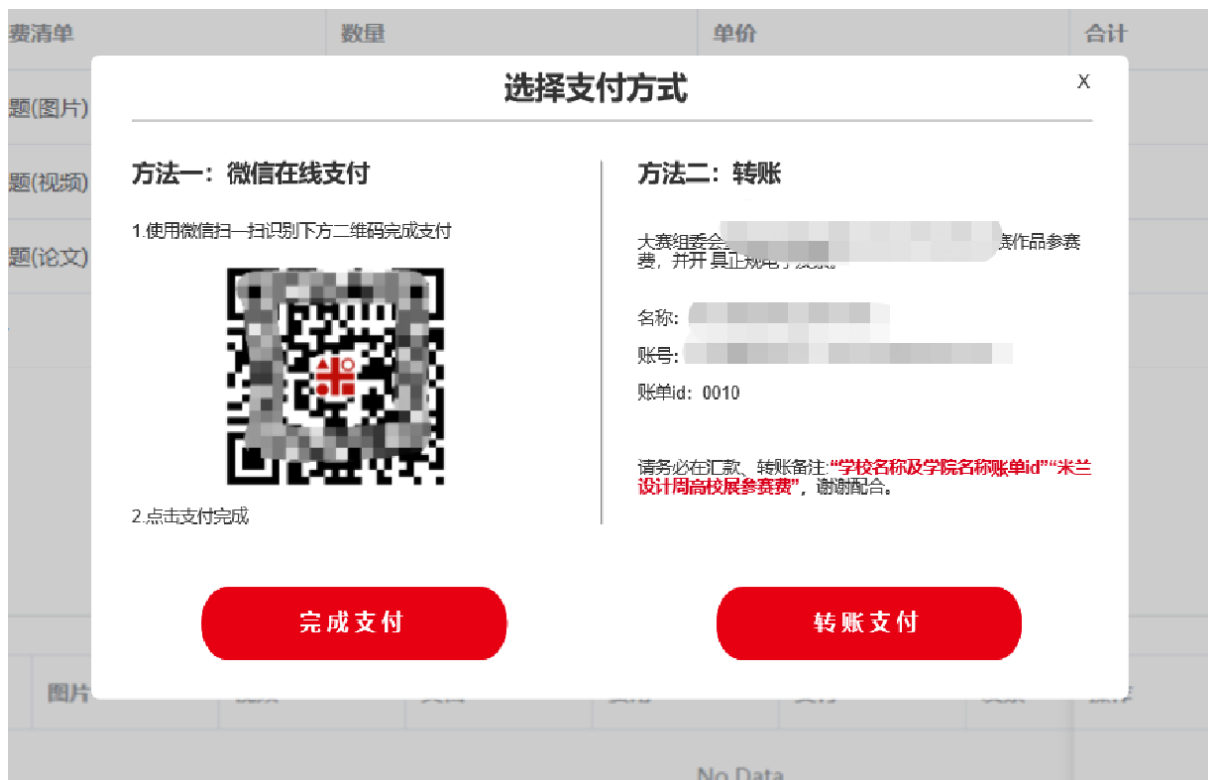 费清单 数量 单价 合计
选择支付方式 X
题(图片)
题(视频)
题(论文)
方法一：微信在线支付
1.使用微信扫一扫识别下方二维码完成支付
2.点击支付完成
完成支付
方法二：转账
大赛组委会 赛作品参赛
费，并开 具正规电子发票。
名称:
账号:
账单id：0010
请务必在汇款、转账备注:“学校名称及学院名称账单id”“米兰
设计周高校展参赛费”，谢谢配合。
转账支付
图片
No Data